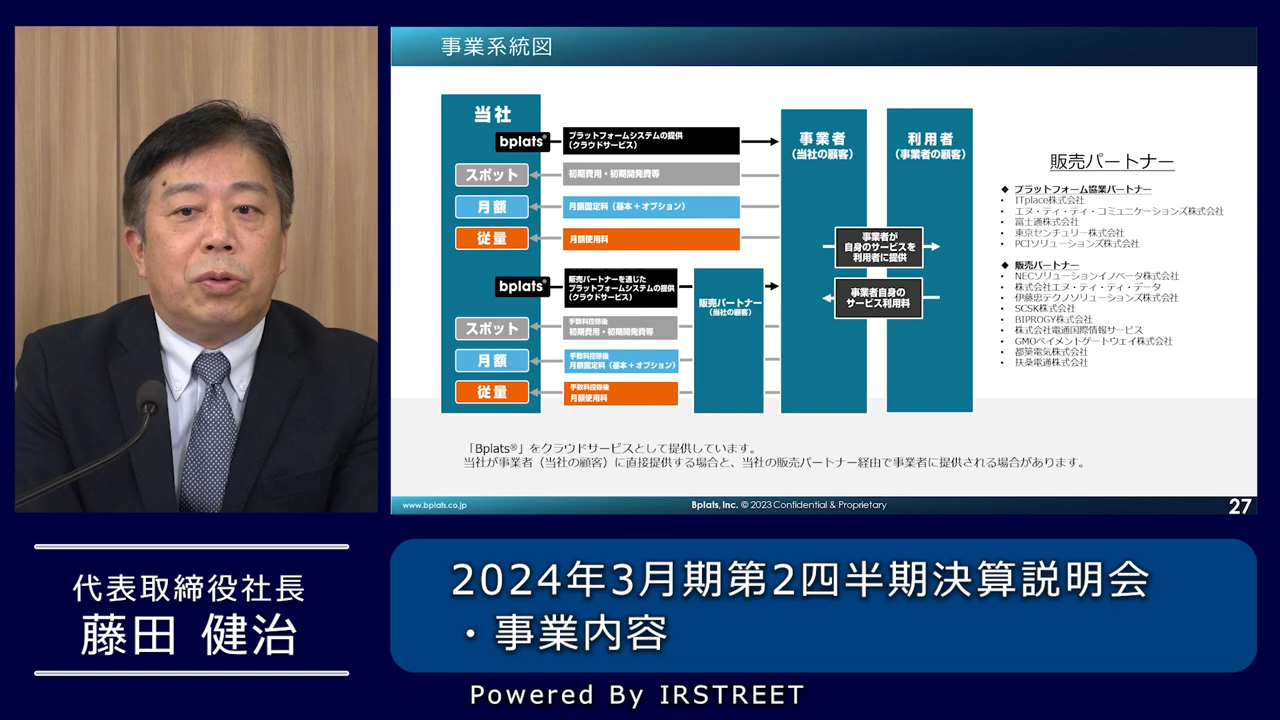 事業系統図
当社
bplats®
プラットフォームシステムの提供
(クラウドサービス)
スポット
初期費用・初期開発費等
月額
月額固定料(基本+オプション)
従量
月額使用料
bplats®
販売パートナーを通じた
プラットフォームシステムの提供
(クラウドサービス)
スポット
手数料控除後
初期費用・初期開発費等
月額
手数料控除後
月額固定料(基本+オプション)
従量
手数料控除後
月額使用料
販売パートナー
(当社の顧客)
事業者
(当社の顧客)
利用者
(事業者の顧客)
事業者が
自身のサービスを
利用者に提供
事業者自身の
サービス利用料
販売パートナー
◆ プラットフォーム協業パートナー
• ITplace株式会社
• エヌ・ティ・ティ・コミュニケーションズ株式会社
• 富士通株式会社
• 東京センチュリー株式会社
• PCIソリューションズ株式会社
◆ 販売パートナー
• NECソリューションイノベータ株式会社
• 株式会社エヌ・ティ・ティ・データ
• 伊藤忠テクノソリューションズ株式会社
• SCSK株式会社
• BIPROGY株式会社
• 株式会社電通国際情報サービス
• GMOペイメントゲートウェイ株式会社
• 都築電気株式会社
• 扶桑電通株式会社
「Bplats®」をクラウドサービスとして提供しています。
当社が事業者(当社の顧客)に直接提供する場合と、当社の販売パートナー経由で事業者に提供される場合があります。
www.bplats.co.jp
Bplats, Inc. © 2023 Confidential & Proprietary
27
代表取締役社長
藤田 健治
2024年3月期第2四半期決算説明会
・事業内容
Powered By IRSTREET